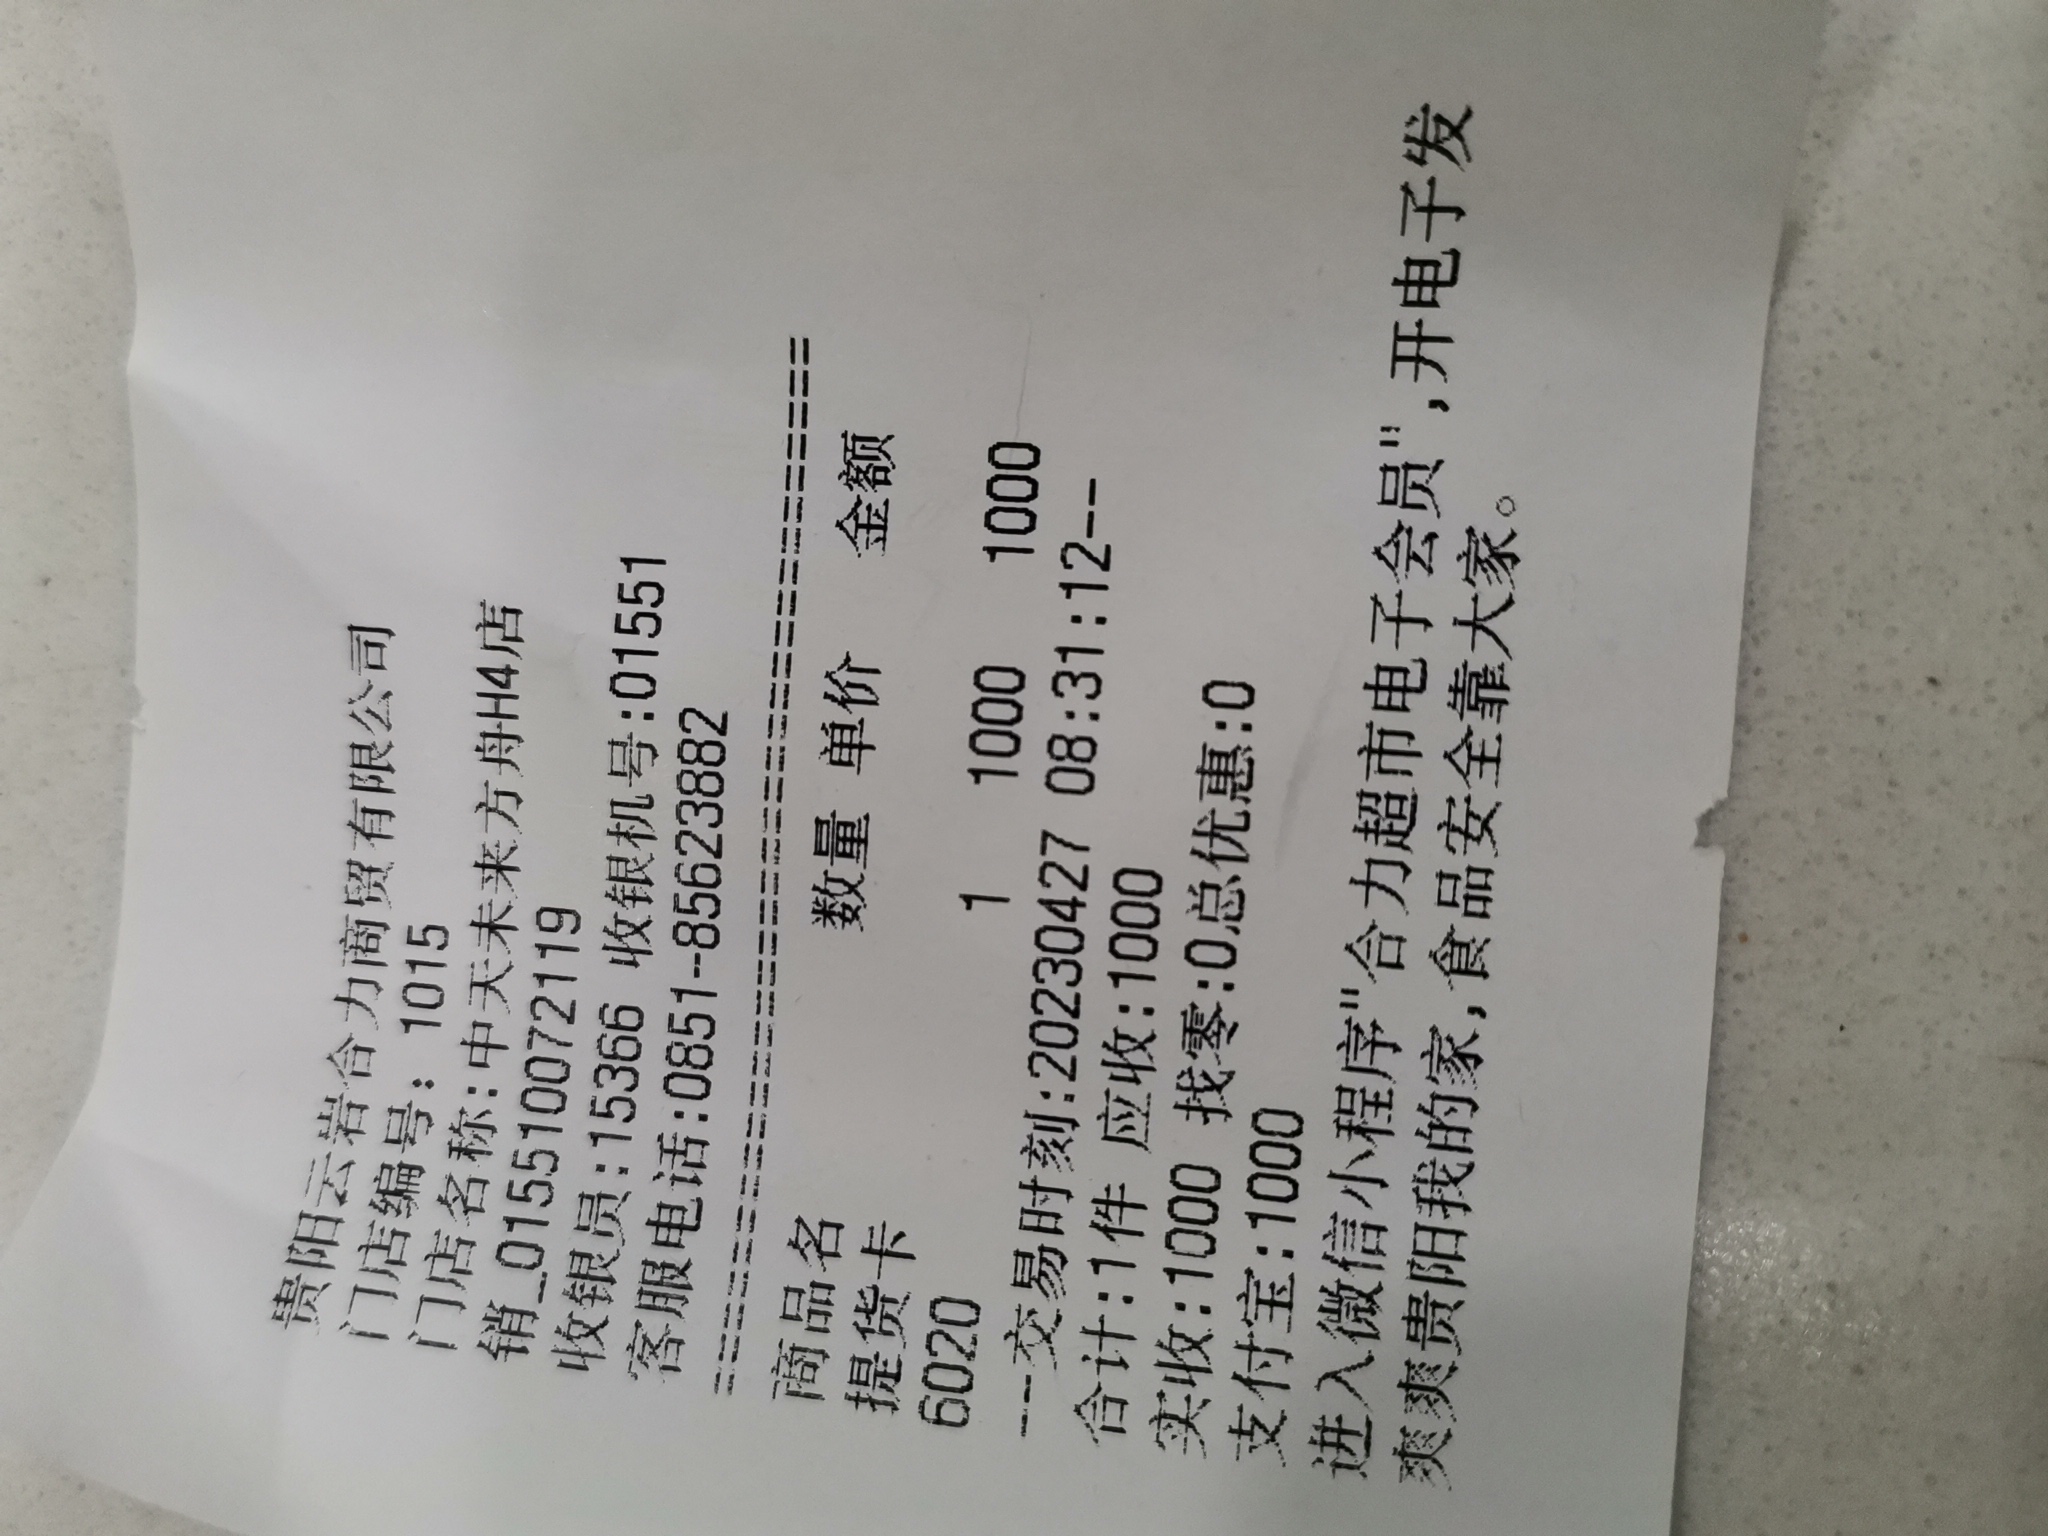 贵阳云岩合力商贸有限公司
门店编号: 1015
门店名称:中天未来方舟H4店
销_01551007​2119
收银员:15366 收银机号:01551
客服电话:0851-85623882
================================
商品名 数量 单价 金额
提货卡
6020 1 1000 1000
--交易时刻:20230427 08:31:12--
合计:1件 应收:1000
实收:1000 找零:0总优惠:0
支付宝:1000
进入微信小程序"合力超市电子会员",开电子发
爽爽贵阳我的家,食品安全靠大家。